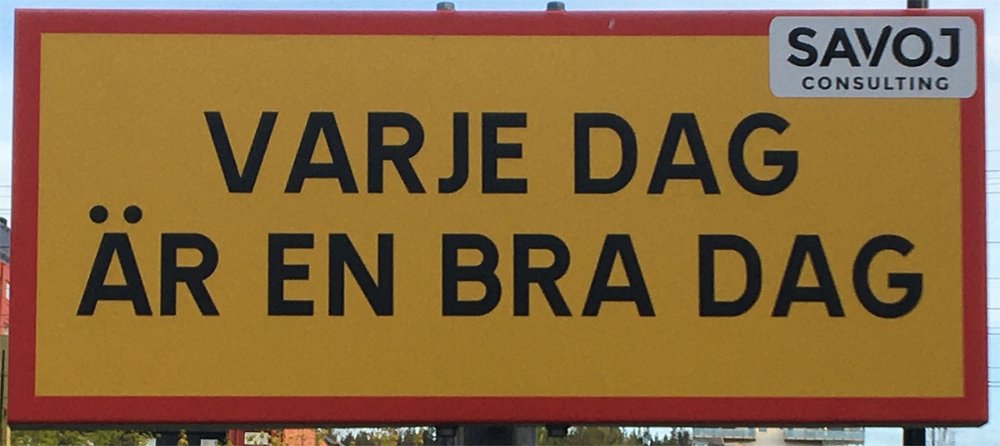 SAVOJ
CONSULTING
VARJE DAG
ÄR EN BRA DAG